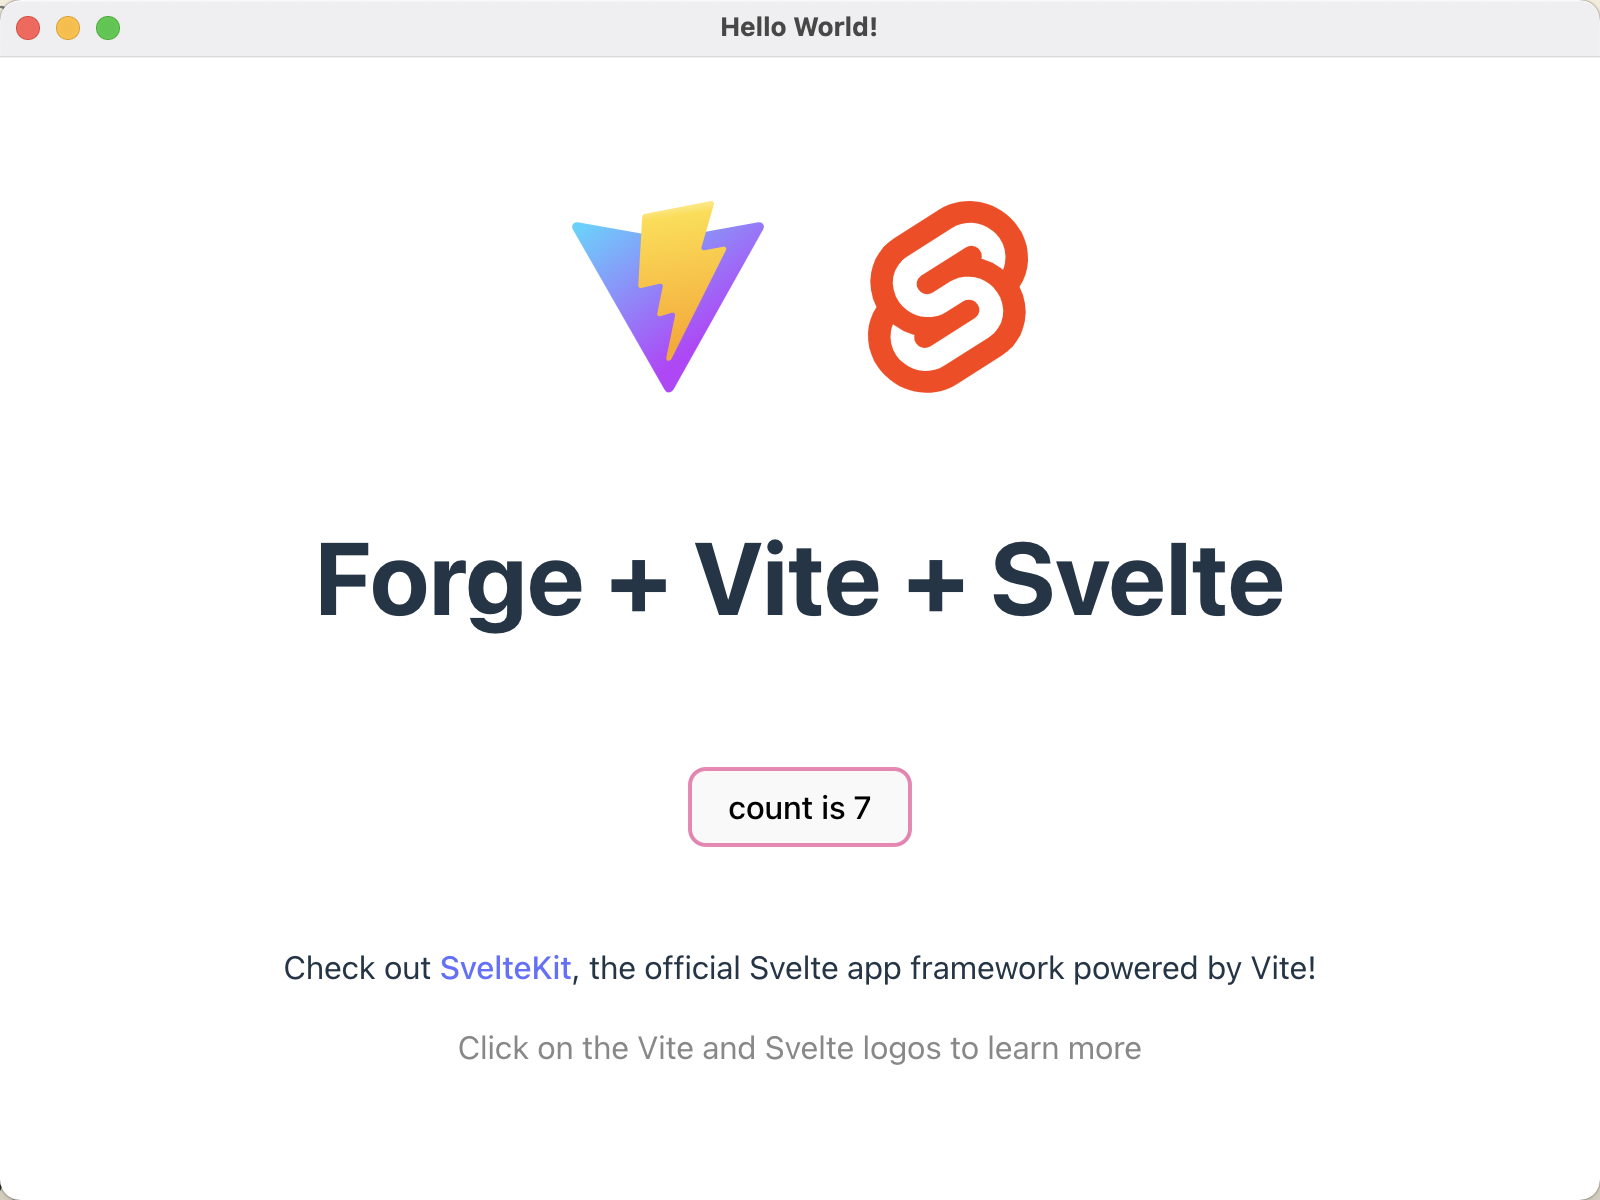 Hello World!
Forge + Vite + Svelte
count is 7
Check out SvelteKit, the official Svelte app framework powered by Vite!
Click on the Vite and Svelte logos to learn more